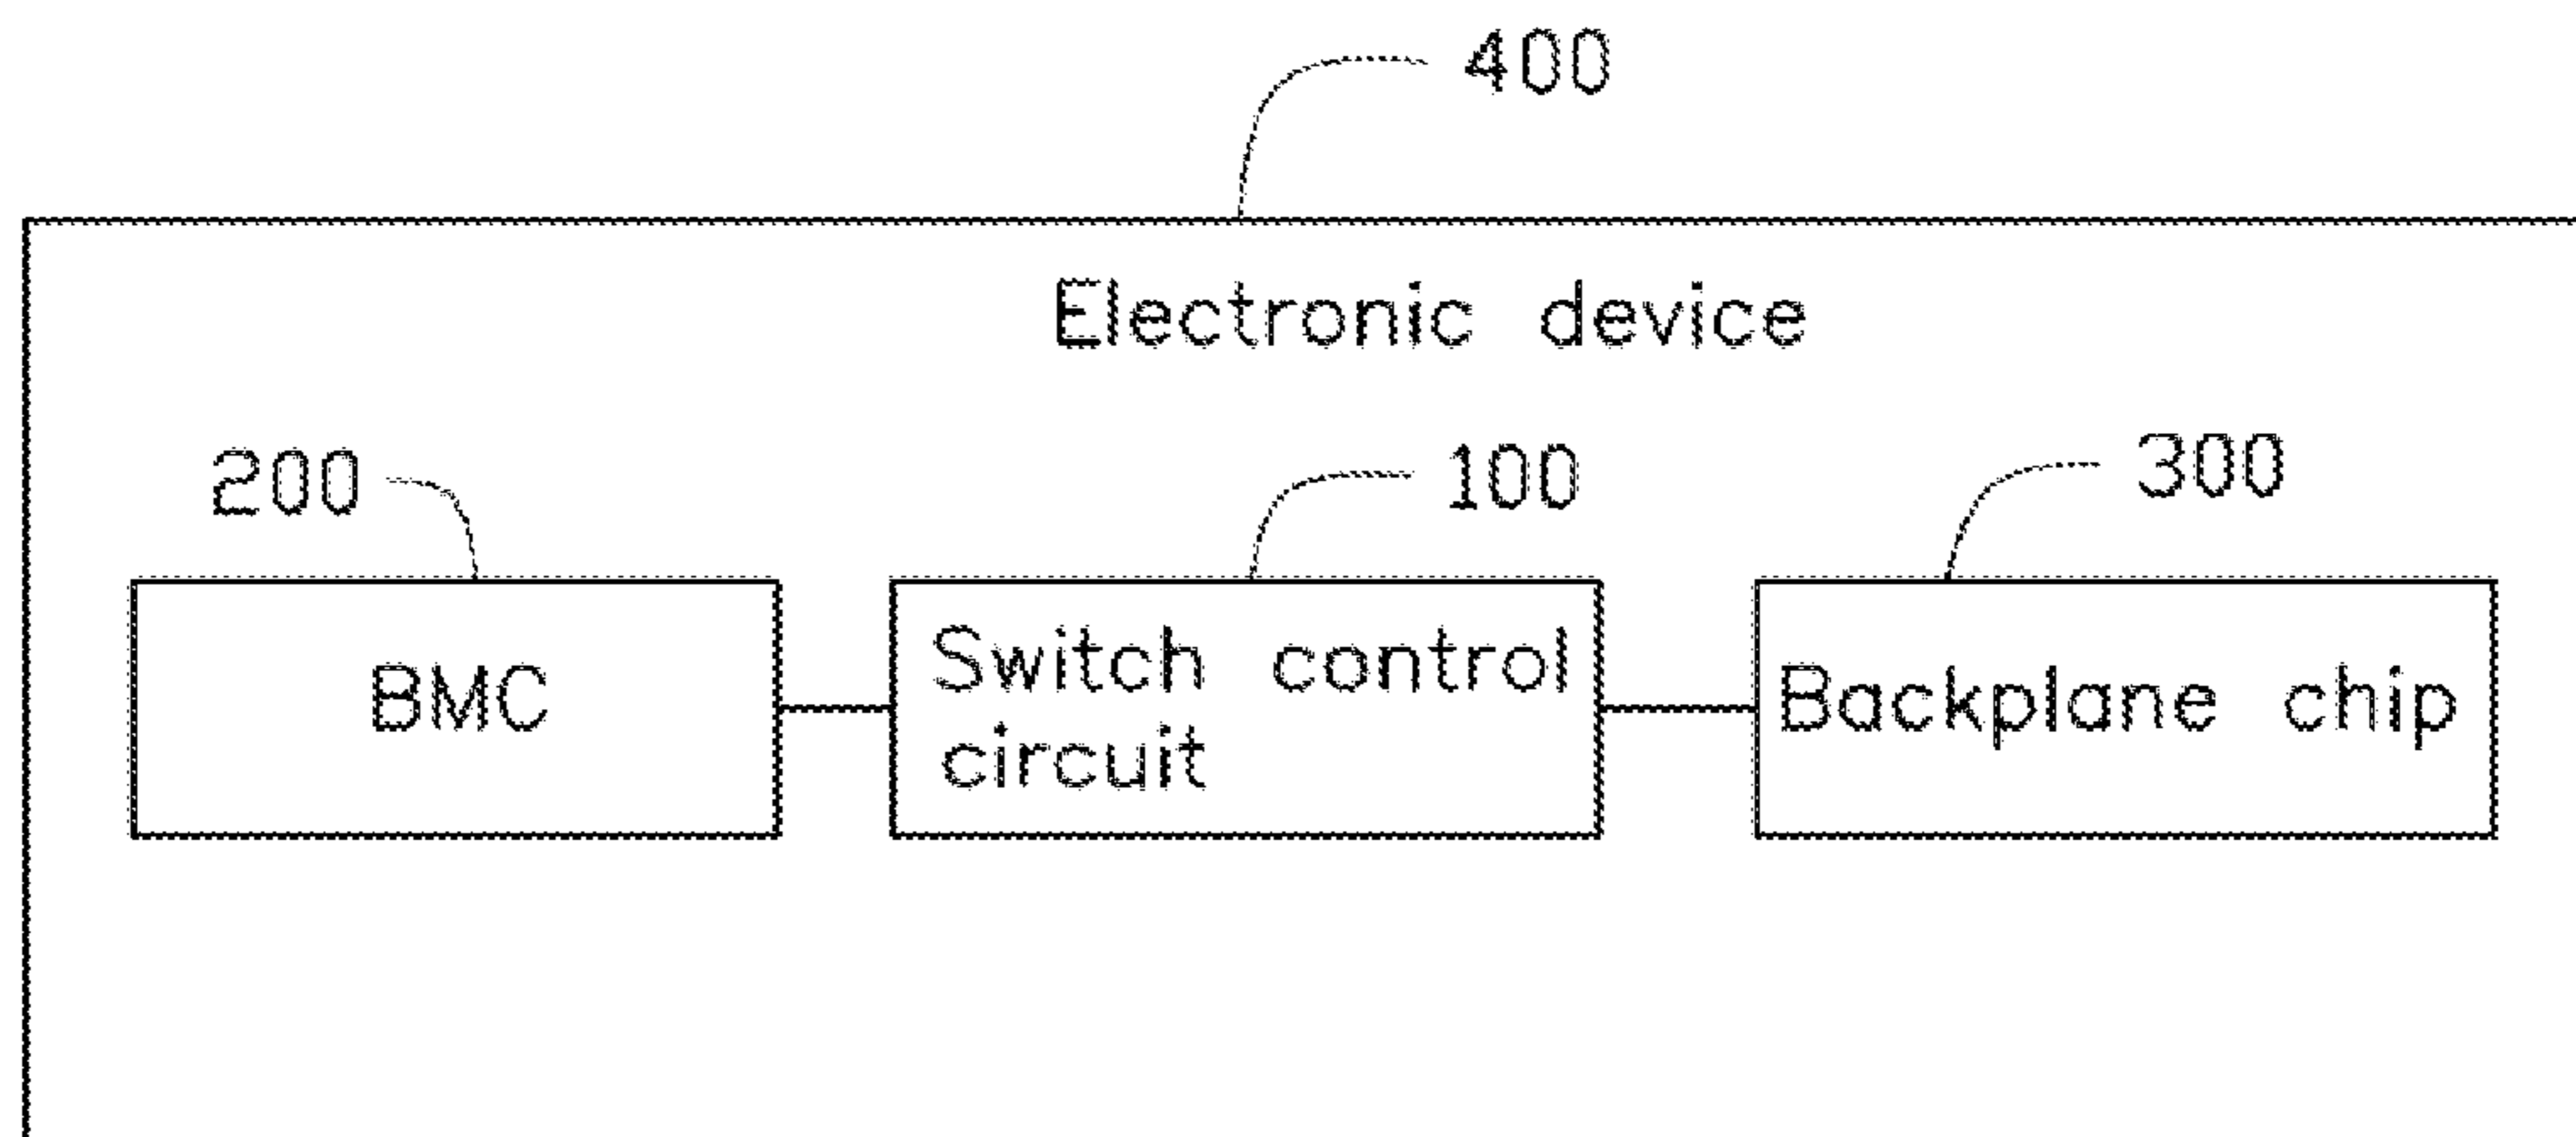 400
Electronic device
200
100
300
BMC
Switch control
circuit
Backplane chip